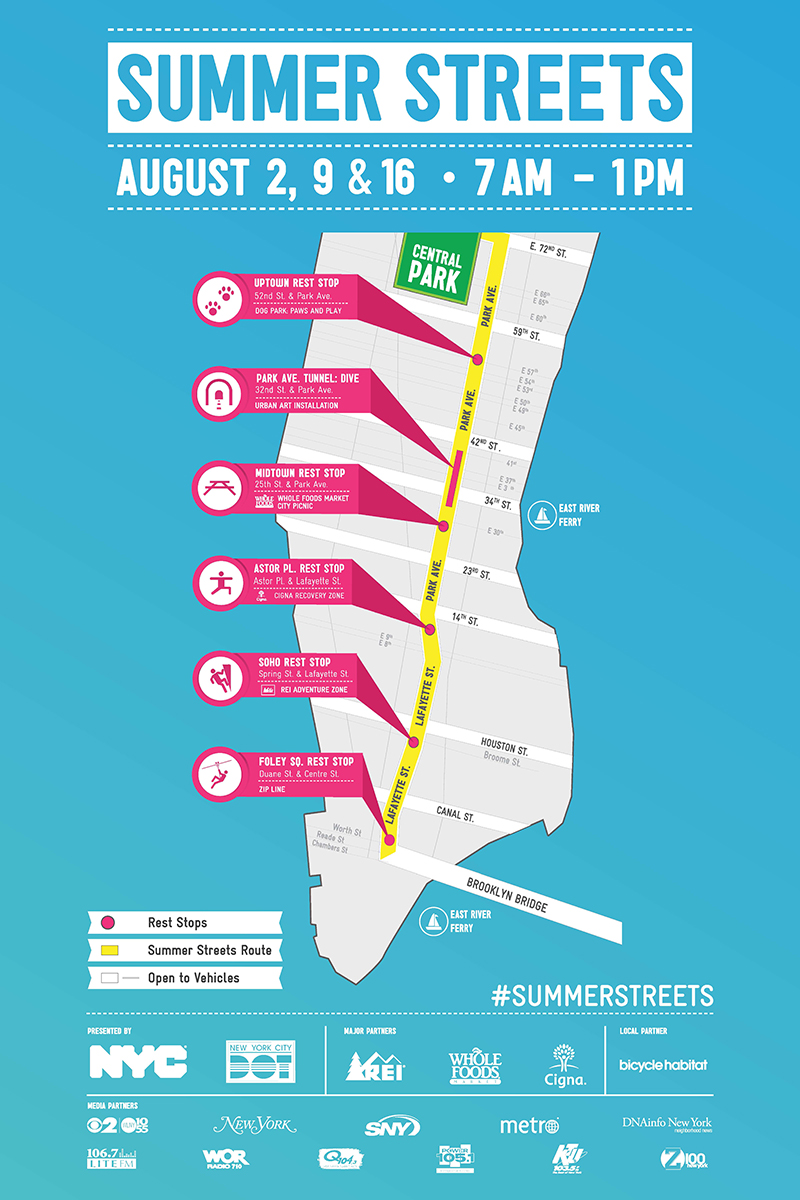 SUMMER STREETS
AUGUST 2, 9 & 16 • 7 AM – 1 PM
CENTRAL
PARK
E. 72ND ST.
PARK AVE.
E 66th
E 65th
E 60th
59TH ST.
UPTOWN REST STOP
52nd St. & Park Ave.
DOG PARK, PAWS AND PLAY
E 57th
E 54th
E 53rd
E 50th
E 49th
E 45th
PARK AVE.
PARK AVE. TUNNEL: DIVE
32nd St. & Park Ave.
URBAN ART INSTALLATION
42ND ST.
41st
E 37th
34TH ST.
E 30th
MIDTOWN REST STOP
25th St. & Park Ave.
WHOLE FOODS
WHOLE FOODS MARKET
CITY PICNIC
EAST RIVER
FERRY
23RD ST.
PARK AVE.
14TH ST.
ASTOR PL. REST STOP
Astor Pl. & Lafayette St.
Cigna
CIGNA RECOVERY ZONE
E 9th
E 8th
LAFAYETTE ST.
SOHO REST STOP
Spring St. & Lafayette St.
REI
REI ADVENTURE ZONE
HOUSTON ST.
Broome St.
FOLEY SQ. REST STOP
Duane St. & Centre St.
ZIP LINE
LAFAYETTE ST.
CANAL ST.
Worth St
Reade St
Chambers St
BROOKLYN BRIDGE
EAST RIVER
FERRY
Rest Stops
Summer Streets Route
Open to Vehicles
#SUMMERSTREETS
PRESENTED BY
NYC
NEW YORK CITY
DOT
MAJOR PARTNERS
REI
WHOLE
FOODS
MARKET
Cigna.
LOCAL PARTNER
bicycle habitat
MEDIA PARTNERS
2
10
55
NEW YORK
SNY
metro
DNAinfo New York
neighborhood news
106.7
LITE FM
WOR
RADIO 710
Q104
POWER
105.1
KTU
103.5
Z100
New York